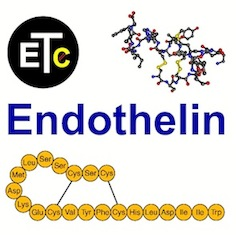 ETc
Endothelin
Leu Ser Ser
Met Cys Ser Cys
Asp
Lys
Glu Cys Val Tyr Phe Cys His Leu Asp Ile Ile Trp